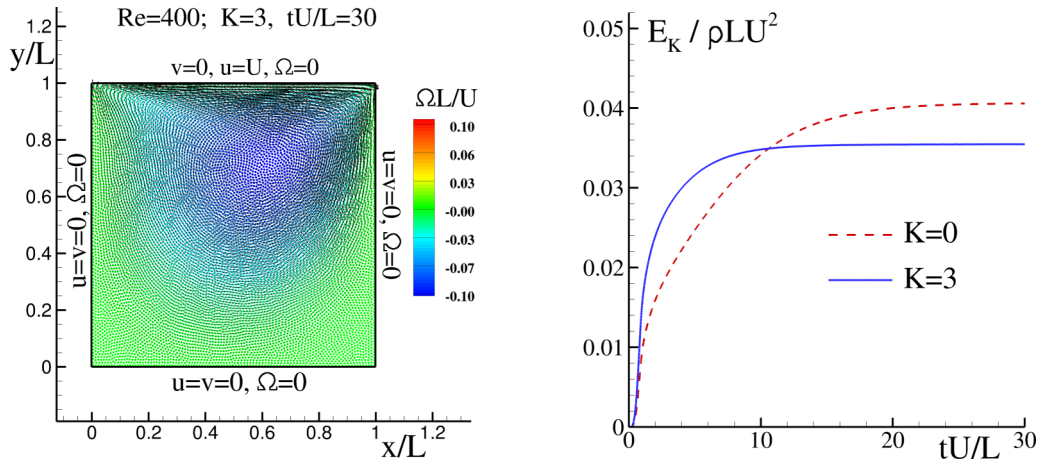 Re=400; K=3, tU/L=30
1.2
y/L
v=0, u=U, Ω=0
1
0.8
0.6
0.4
0.2
0
u=v=0, Ω=0
u=v=0, Ω=0
u=v=0, Ω=0
0 0.2 0.4 0.6 0.8 1 1.2
x/L
ΩL/U
0.10
0.06
0.03
-0.00
-0.03
-0.07
-0.10
E_K / ρLU²
0.05
0.04
0.03
0.02
0.01
0
K=0
K=3
0 10 20 30
tU/L